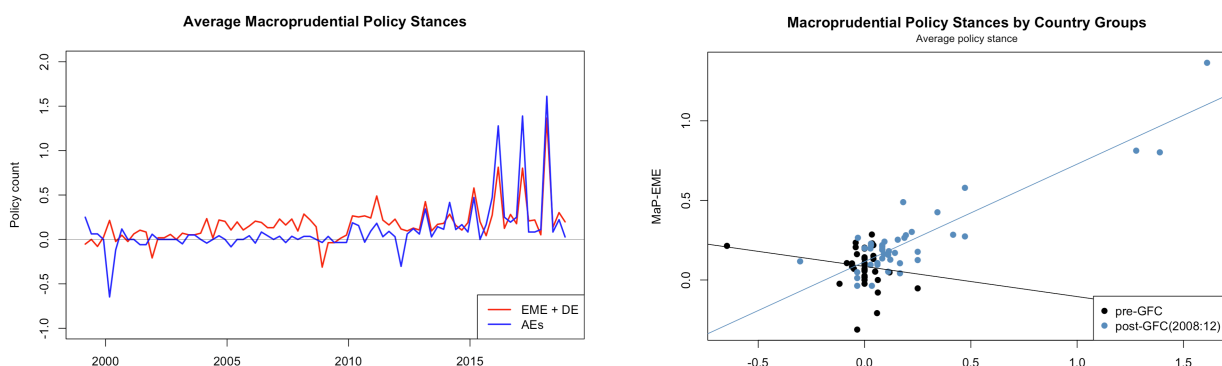 Average Macroprudential Policy Stances
Policy count
2.0
1.5
1.0
0.5
0.0
-0.5
-1.0
EME + DE
AEs
2000
2005
2010
2015
Macroprudential Policy Stances by Country Groups
Average policy stance
MaP-EME
1.0
0.5
0.0
pre-GFC
post-GFC(2008:12)
-0.5
0.0
0.5
1.0
1.5